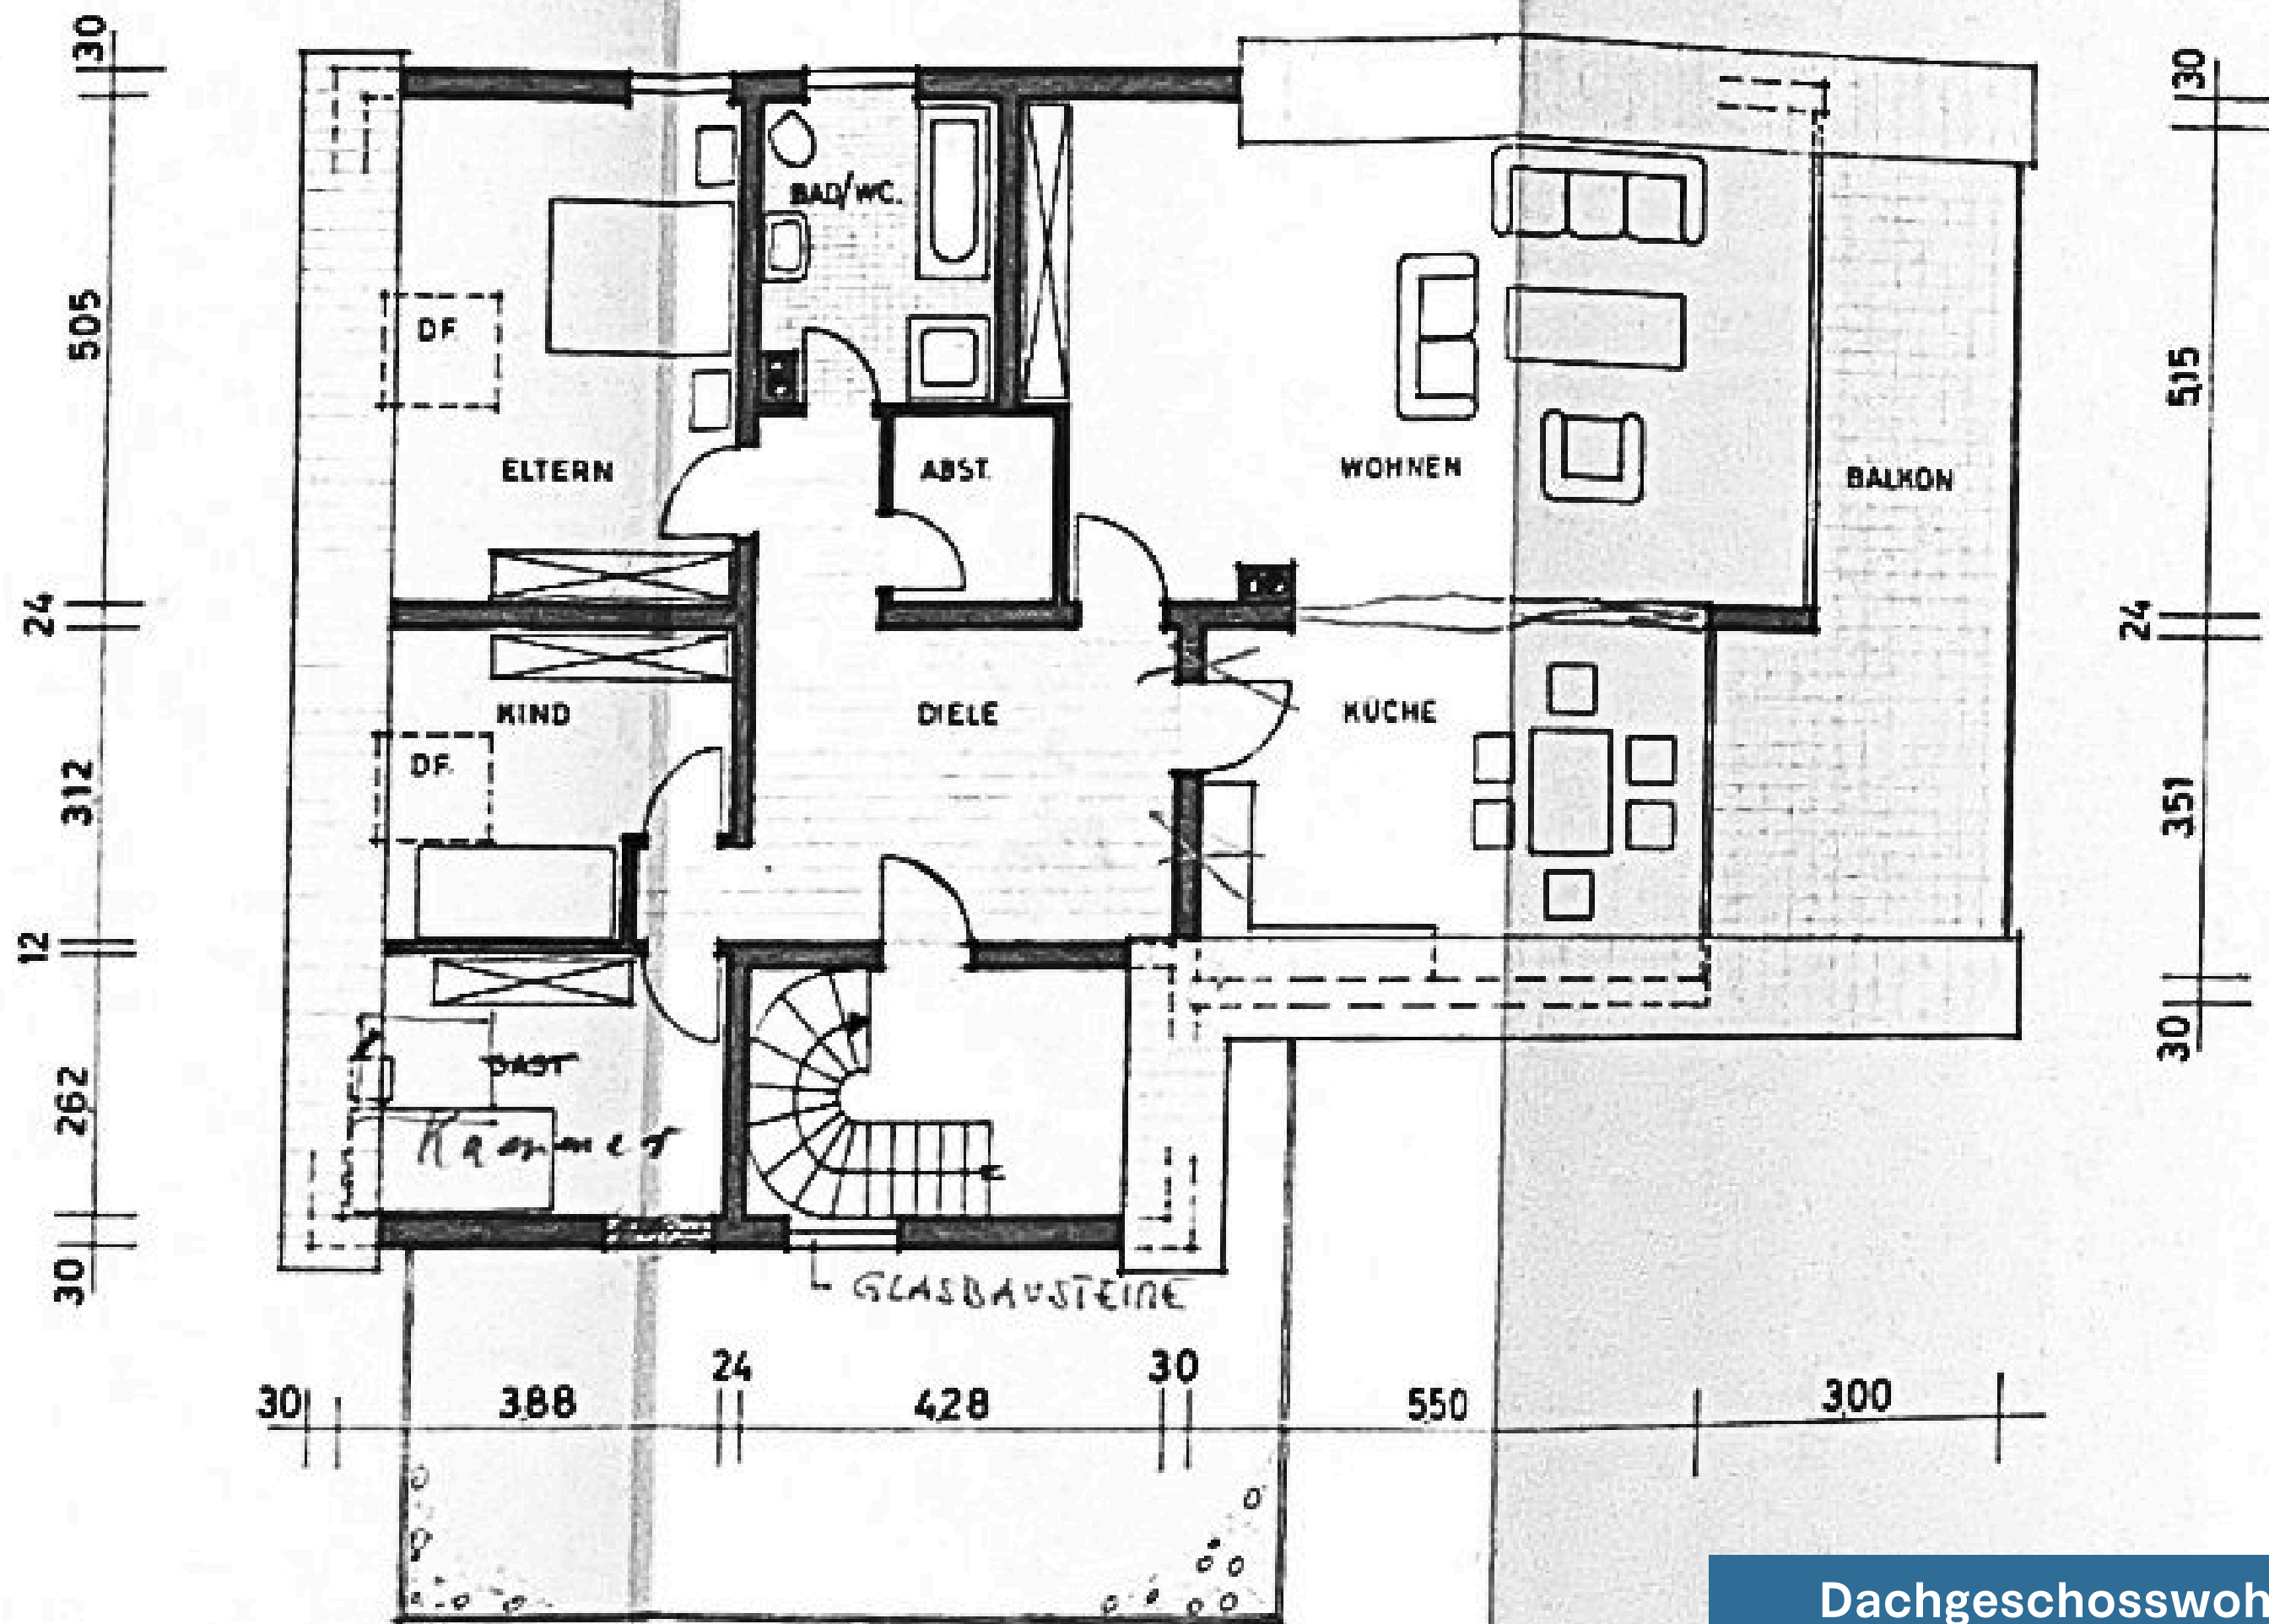 30
30
BAD/WC.
505
DF.
515
ELTERN
ABST.
WOHNEN
BALKON
24
24
KIND
DIELE
KÜCHE
DF.
312
351
12
30
GAST
262
Kammer
30
GLASBAUSTEINE
24
30
30
388
428
550
300
Dachgeschosswoh